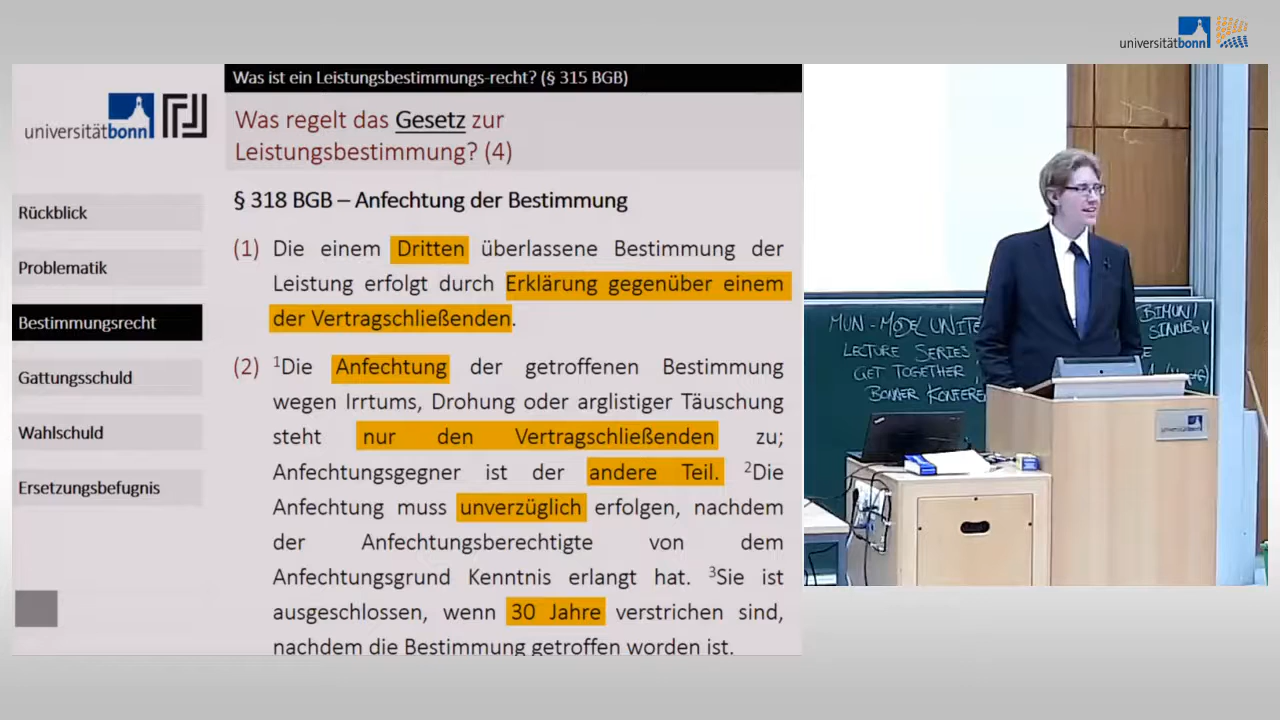 universitätbonn
Was ist ein Leistungsbestimmungs-recht? (§ 315 BGB)
universitätbonn
Was regelt das Gesetz zur
Leistungsbestimmung? (4)
Rückblick
Problematik
Bestimmungsrecht
Gattungsschuld
Wahlschuld
Ersetzungsbefugnis
§ 318 BGB – Anfechtung der Bestimmung
(1) Die einem Dritten überlassene Bestimmung der
Leistung erfolgt durch Erklärung gegenüber einem
der Vertragschließenden.
(2) ¹Die Anfechtung der getroffenen Bestimmung
wegen Irrtums, Drohung oder arglistiger Täuschung
steht nur den Vertragschließenden zu;
Anfechtungsgegner ist der andere Teil. ²Die
Anfechtung muss unverzüglich erfolgen, nachdem
der Anfechtungsberechtigte von dem
Anfechtungsgrund Kenntnis erlangt hat. ³Sie ist
ausgeschlossen, wenn 30 Jahre verstrichen sind,
nachdem die Bestimmung getroffen worden ist.
MUN - MODEL UNITE
LECTURE SERIES
GET TOGETHER
BONNER KONFERE
BIMUN/
SINUB e.V.
universitätbonn